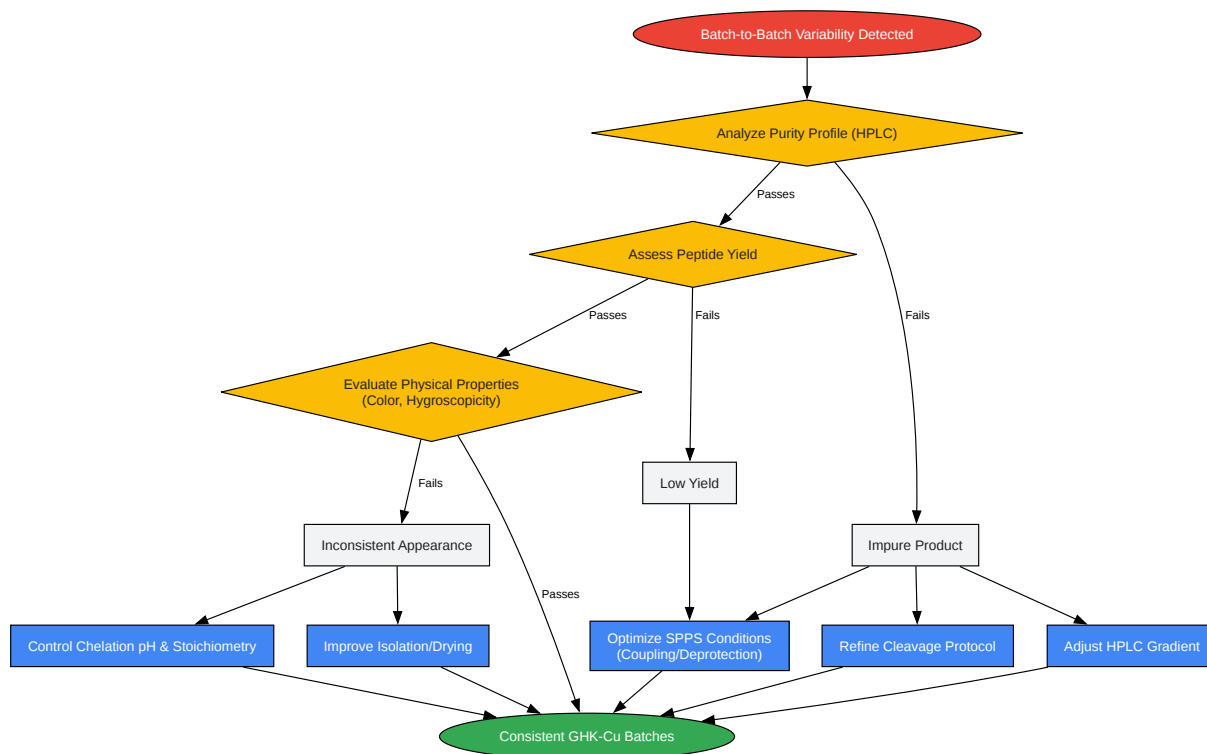 Batch-to-Batch Variability Detected
Analyze Purity Profile (HPLC)
Passes
Assess Peptide Yield
Passes
Fails
Fails
Evaluate Physical Properties
(Color, Hygroscopicity)
Fails
Low Yield
Inconsistent Appearance
Impure Product
Passes
Control Chelation pH & Stoichiometry
Improve Isolation/Drying
Optimize SPPS Conditions
(Coupling/Deprotection)
Refine Cleavage Protocol
Adjust HPLC Gradient
Consistent GHK-Cu Batches